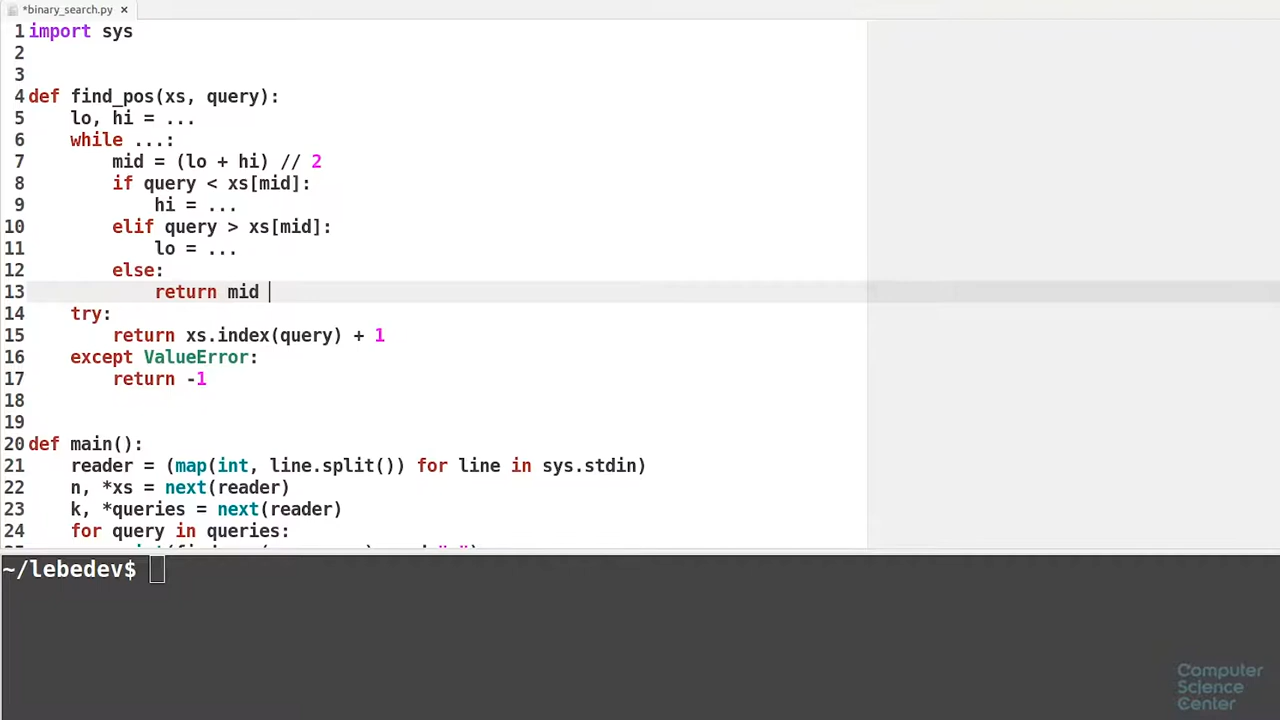 *binary_search.py ×
1 import sys
2
3
4 def find_pos(xs, query):
5     lo, hi = ...
6     while ...:
7         mid = (lo + hi) // 2
8         if query < xs[mid]:
9             hi = ...
10         elif query > xs[mid]:
11             lo = ...
12         else:
13             return mid
14     try:
15         return xs.index(query) + 1
16     except ValueError:
17         return -1
18
19
20 def main():
21     reader = (map(int, line.split()) for line in sys.stdin)
22     n, *xs = next(reader)
23     k, *queries = next(reader)
24     for query in queries:
~/lebedev$
Computer
Science
Center